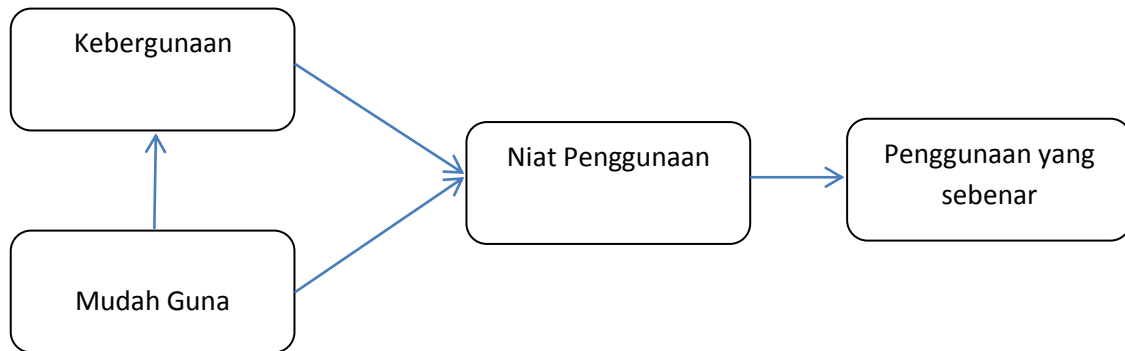 Kebergunaan
Mudah Guna
Niat Penggunaan
Penggunaan yang
sebenar